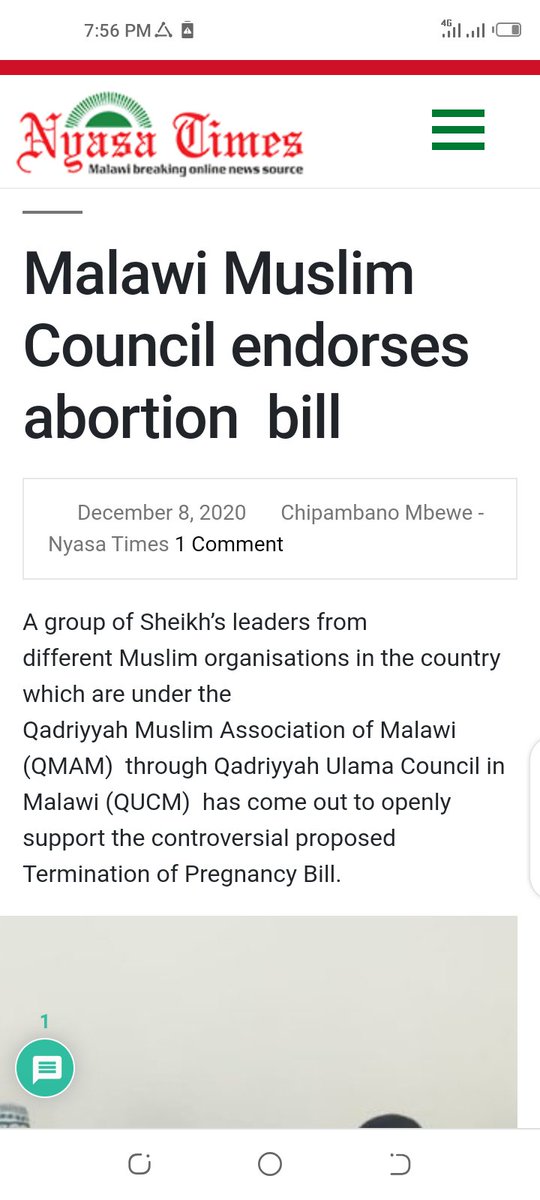 7:56 PM
4G
Nyasa Times
Malawi breaking online news source
Malawi Muslim
Council endorses
abortion  bill
December 8, 2020 Chipambano Mbewe -
Nyasa Times 1 Comment
A group of Sheikh’s leaders from
different Muslim organisations in the country
which are under the
Qadriyyah Muslim Association of Malawi
(QMAM)  through Qadriyyah Ulama Council in
Malawi (QUCM)  has come out to openly
support the controversial proposed
Termination of Pregnancy Bill.
1